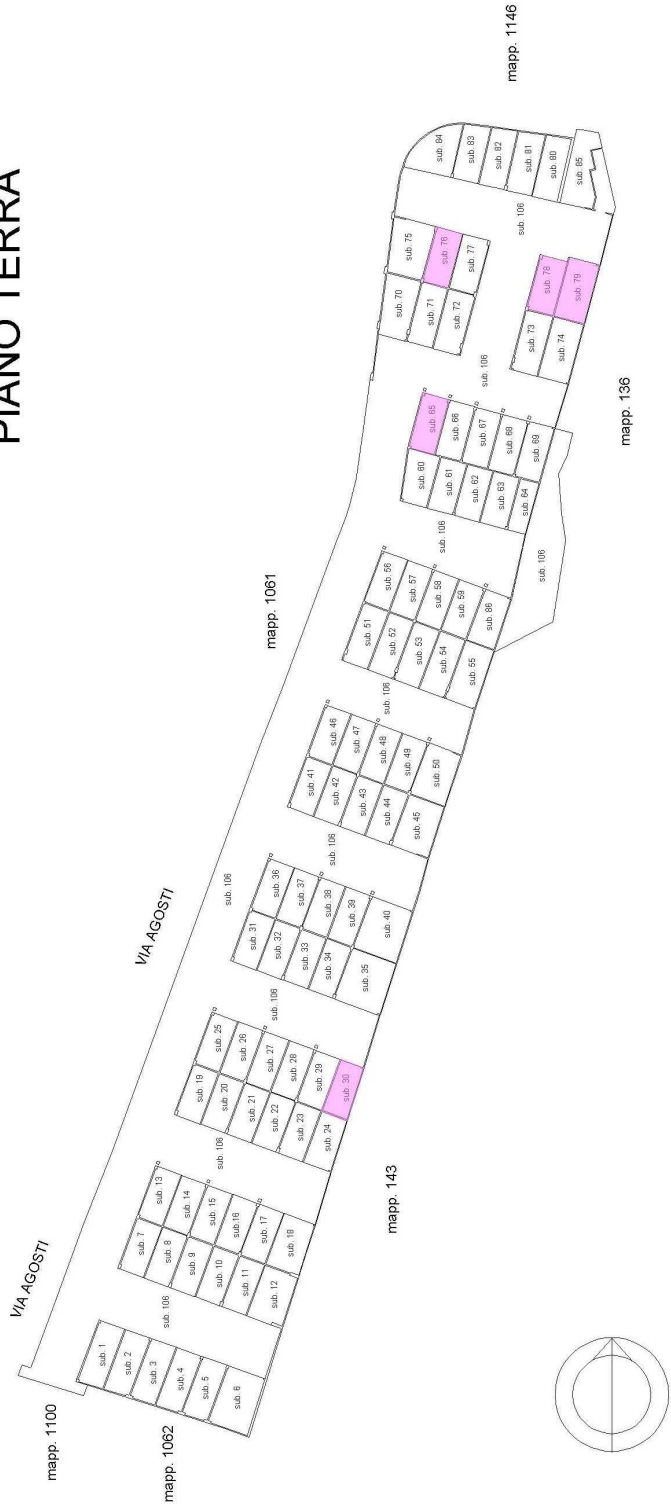 PIANO TERRA
mapp. 1146
sub. 84
sub. 83
sub. 82
sub. 81
sub. 80
sub. 85
sub. 106
sub. 75
sub. 76
sub. 77
sub. 70
sub. 71
sub. 72
sub. 78
sub. 79
sub. 73
sub. 74
sub. 106
mapp. 136
sub. 65
sub. 66
sub. 67
sub. 68
sub. 69
sub. 60
sub. 61
sub. 62
sub. 63
sub. 64
sub. 106
sub. 106
mapp. 1061
sub. 56
sub. 57
sub. 58
sub. 59
sub. 86
sub. 51
sub. 52
sub. 53
sub. 54
sub. 55
sub. 106
sub. 46
sub. 47
sub. 48
sub. 49
sub. 50
sub. 41
sub. 42
sub. 43
sub. 44
sub. 45
sub. 106
VIA AGOSTI
sub. 106
sub. 36
sub. 37
sub. 38
sub. 39
sub. 40
sub. 31
sub. 32
sub. 33
sub. 34
sub. 35
sub. 106
sub. 25
sub. 26
sub. 27
sub. 28
sub. 29
sub. 30
sub. 19
sub. 20
sub. 21
sub. 22
sub. 23
sub. 24
sub. 106
mapp. 143
sub. 13
sub. 14
sub. 15
sub. 16
sub. 17
sub. 18
sub. 7
sub. 8
sub. 9
sub. 10
sub. 11
sub. 12
sub. 106
VIA AGOSTI
sub. 1
sub. 2
sub. 3
sub. 4
sub. 5
sub. 6
mapp. 1100
mapp. 1062